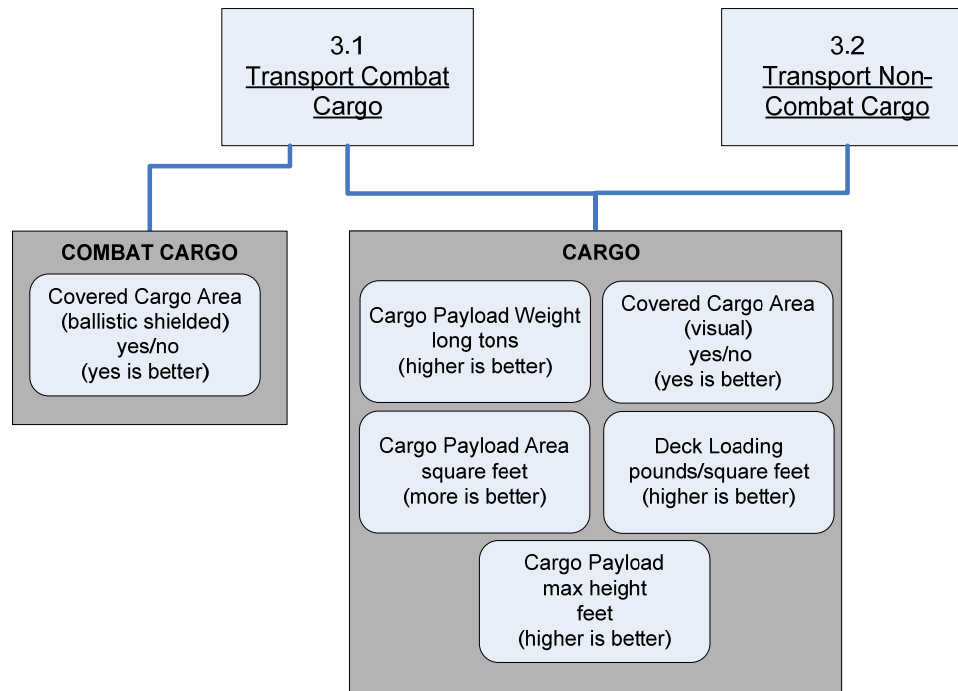 3.1
Transport Combat
Cargo
3.2
Transport Non-
Combat Cargo
COMBAT CARGO
Covered Cargo Area
(ballistic shielded)
yes/no
(yes is better)
CARGO
Cargo Payload Weight
long tons
(higher is better)
Covered Cargo Area
(visual)
yes/no
(yes is better)
Cargo Payload Area
square feet
(more is better)
Deck Loading
pounds/square feet
(higher is better)
Cargo Payload
max height
feet
(higher is better)